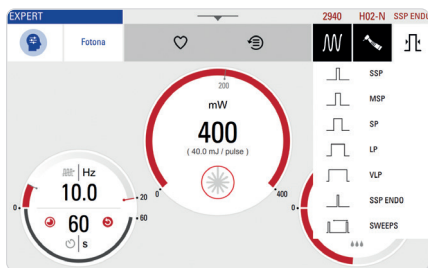 EXPERT 2940 H02-N SSP ENDO
Fotona
200
mW
400
( 40.0 mJ / pulse )
0 400
Hz
10.0
20
0
60
60
s
0
SSP
MSP
SP
LP
VLP
SSP ENDO
SWEEPS